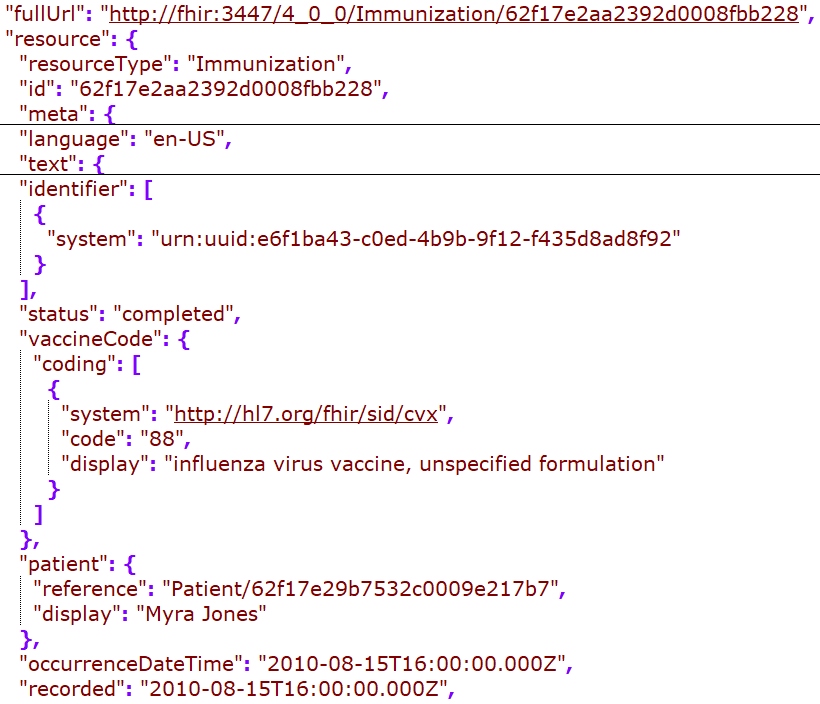 "fullUrl": "http://fhir:3447/4_0_0/Immunization/62f17e2aa2392d0008fbb228",
"resource": {
"resourceType": "Immunization",
"id": "62f17e2aa2392d0008fbb228",
"meta": {
"language": "en-US",
"text": {
"identifier": [
{
"system": "urn:uuid:e6f1ba43-c0ed-4b9b-9f12-f435d8ad8f92"
}
],
"status": "completed",
"vaccineCode": {
"coding": [
{
"system": "http://hl7.org/fhir/sid/cvx",
"code": "88",
"display": "influenza virus vaccine, unspecified formulation"
}
]
},
"patient": {
"reference": "Patient/62f17e29b7532c0009e217b7",
"display": "Myra Jones"
},
"occurrenceDateTime": "2010-08-15T16:00:00.000Z",
"recorded": "2010-08-15T16:00:00.000Z",